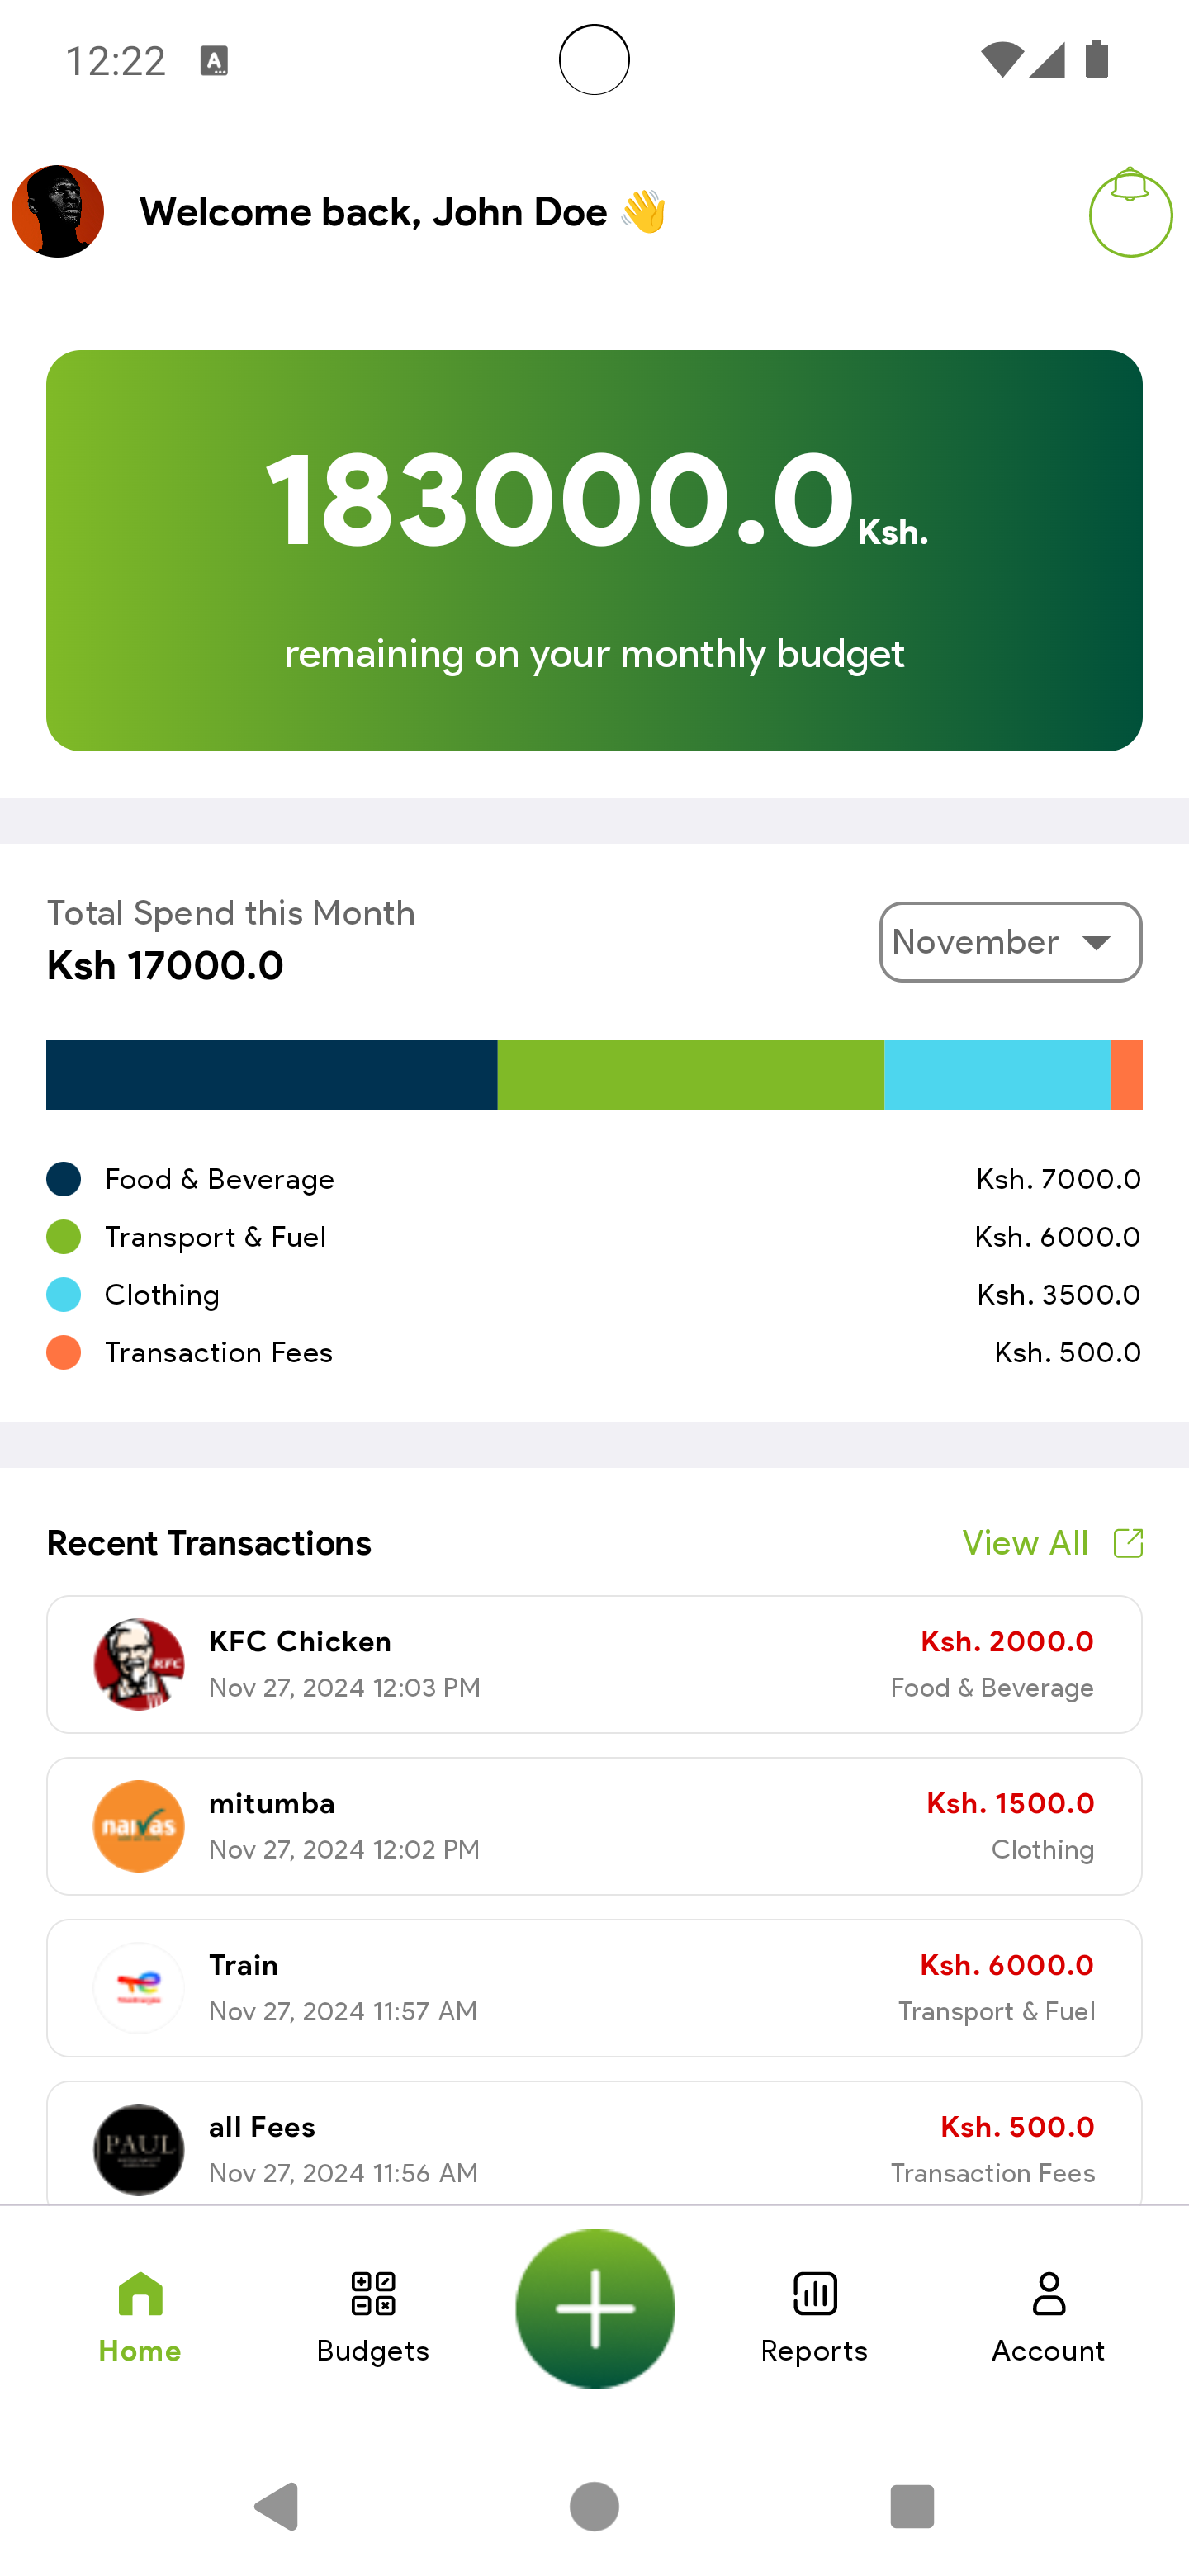 12:22
A
Welcome back, John Doe 👋
183000.0 Ksh.
remaining on your monthly budget
Total Spend this Month
Ksh 17000.0
November
Food & Beverage Ksh. 7000.0
Transport & Fuel Ksh. 6000.0
Clothing Ksh. 3500.0
Transaction Fees Ksh. 500.0
Recent Transactions View All
KFC Chicken Ksh. 2000.0
KFC
Nov 27, 2024 12:03 PM Food & Beverage
mitumba Ksh. 1500.0
naivas
Nov 27, 2024 12:02 PM Clothing
Train Ksh. 6000.0
Nov 27, 2024 11:57 AM Transport & Fuel
all Fees Ksh. 500.0
PAUL
Nov 27, 2024 11:56 AM Transaction Fees
Home Budgets Reports Account